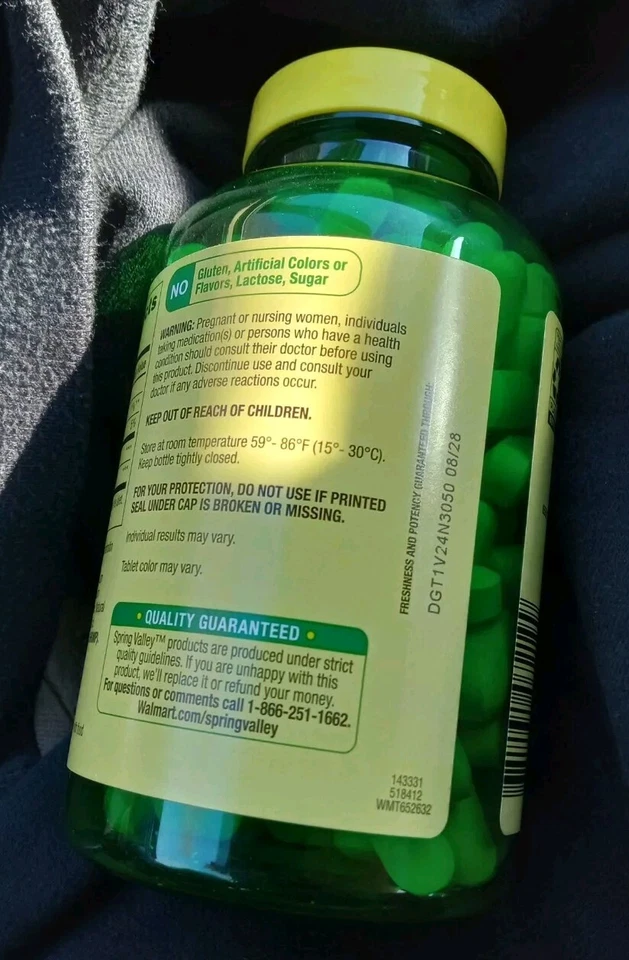 NO
Gluten, Artificial Colors or
Flavors, Lactose, Sugar
WARNING: Pregnant or nursing women, individuals
taking medication(s) or persons who have a health
condition should consult their doctor before using
this product. Discontinue use and consult your
doctor if any adverse reactions occur.
KEEP OUT OF REACH OF CHILDREN.
Store at room temperature 59°- 86°F (15°- 30°C).
Keep bottle tightly closed.
FOR YOUR PROTECTION, DO NOT USE IF PRINTED
SEAL UNDER CAP IS BROKEN OR MISSING.
Individual results may vary.
Tablet color may vary.
• QUALITY GUARANTEED •
Spring Valley™ products are produced under strict
quality guidelines. If you are unhappy with this
product, we'll replace it or refund your money.
For questions or comments call 1-866-251-1662.
Walmart.com/springvalley
FRESHNESS AND POTENCY GUARANTEED THROUGH:
DGT1V24N3050 08/28
143331
518412
WMT652632